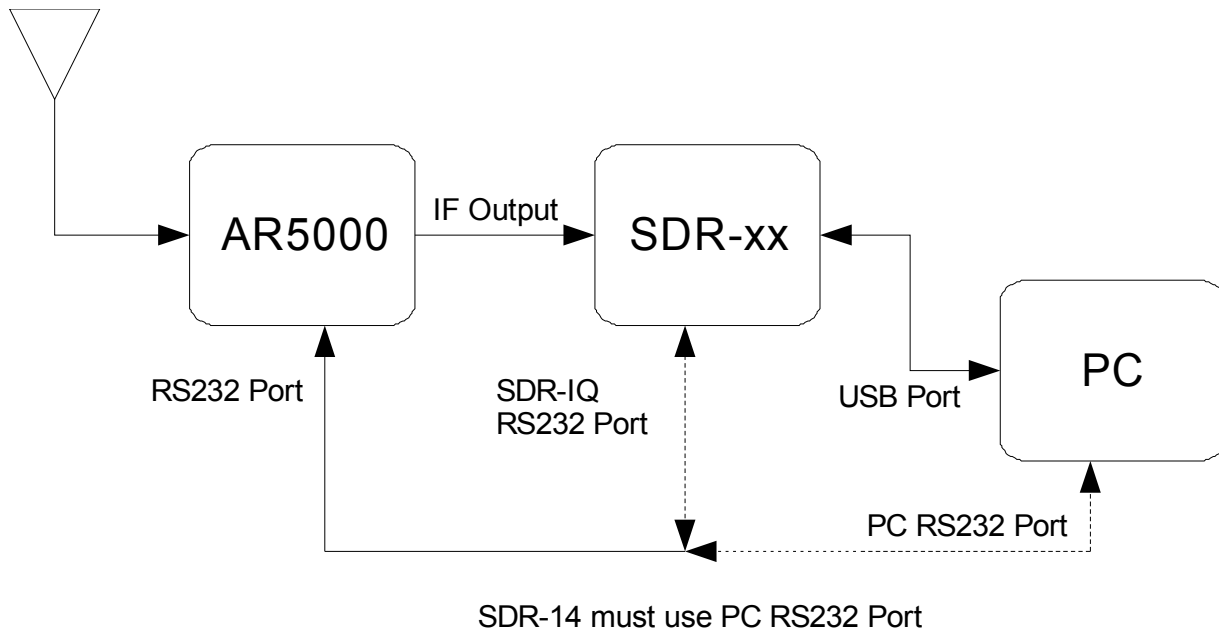 IF Output
AR5000
SDR-xx
PC
RS232 Port
SDR-IQ
RS232 Port
USB Port
PC RS232 Port
SDR-14 must use PC RS232 Port